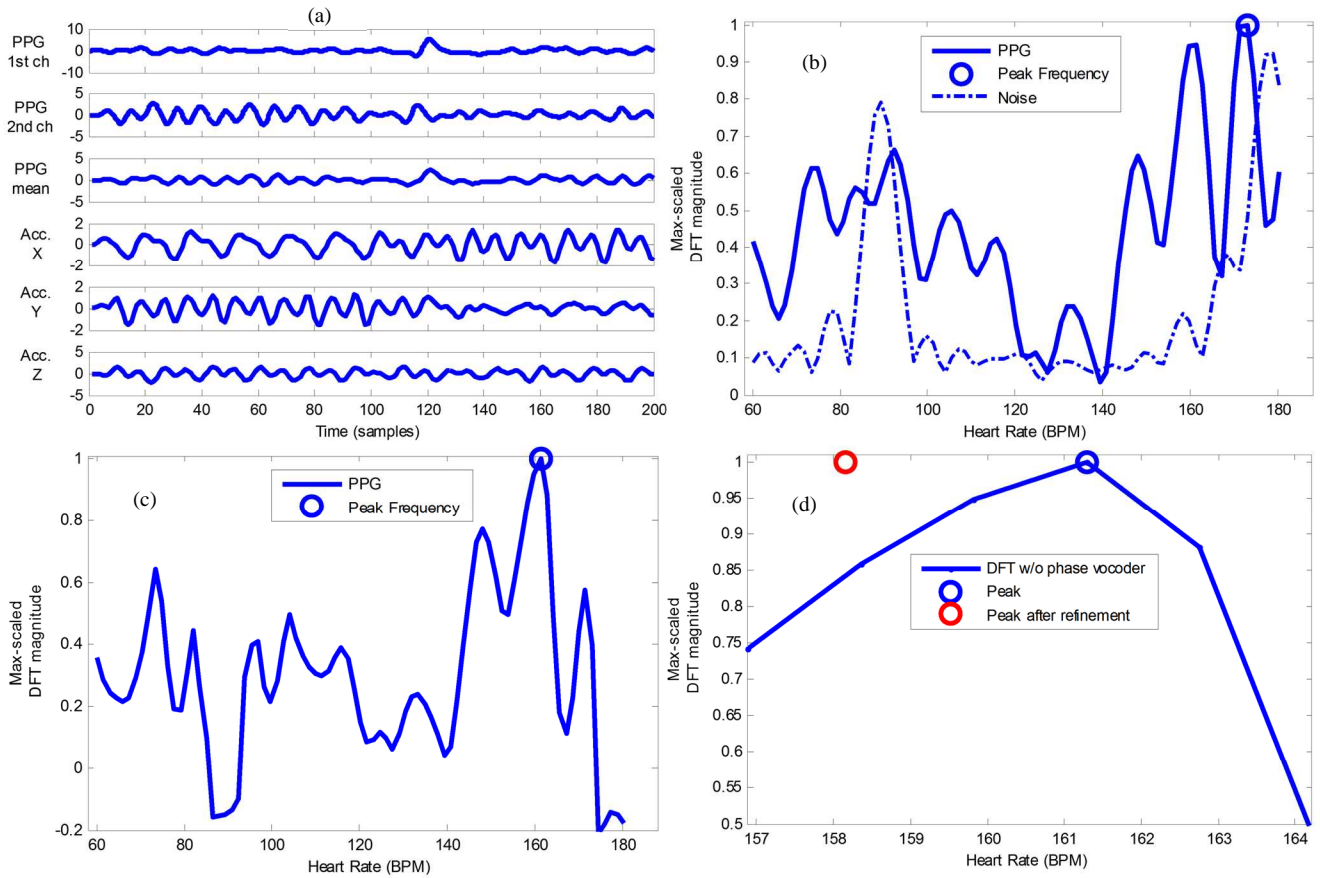 (a)
PPG
1st ch
10
0
-10
PPG
2nd ch
5
0
-5
PPG
mean
5
0
-5
Acc.
X
2
0
-2
Acc.
Y
2
0
-2
Acc.
Z
5
0
-5
0 20 40 60 80 100 120 140 160 180 200
Time (samples)
(b)
PPG
Peak Frequency
Noise
Max-scaled
DFT magnitude
1
0.9
0.8
0.7
0.6
0.5
0.4
0.3
0.2
0.1
0
60 80 100 120 140 160 180
Heart Rate (BPM)
(c)
PPG
Peak Frequency
Max-scaled
DFT magnitude
1
0.8
0.6
0.4
0.2
0
-0.2
60 80 100 120 140 160 180
Heart Rate (BPM)
(d)
DFT w/o phase vocoder
Peak
Peak after refinement
Max-scaled
DFT magnitude
1
0.95
0.9
0.85
0.8
0.75
0.7
0.65
0.6
0.55
0.5
157 158 159 160 161 162 163 164
Heart Rate (BPM)